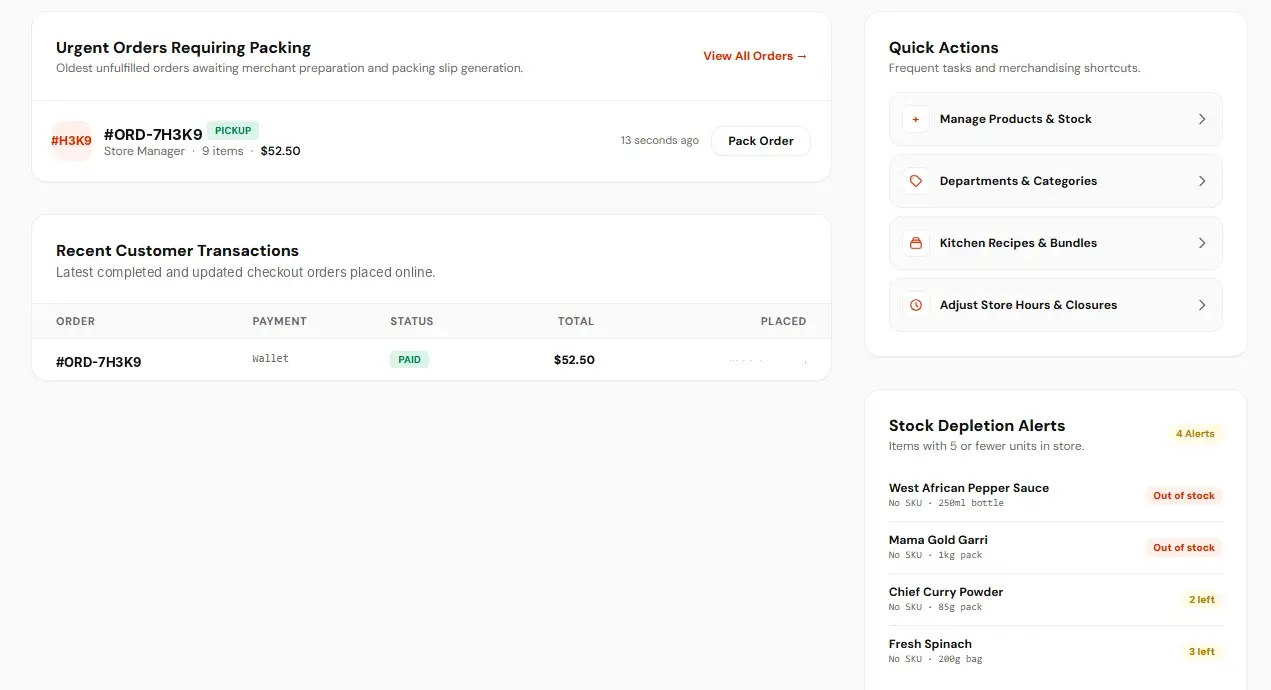 Urgent Orders Requiring Packing
Oldest unfulfilled orders awaiting merchant preparation and packing slip generation.
View All Orders →
#H3K9
#ORD-7H3K9 PICKUP
Store Manager · 9 items · $52.50
13 seconds ago
Pack Order
Recent Customer Transactions
Latest completed and updated checkout orders placed online.
ORDER PAYMENT STATUS TOTAL PLACED
#ORD-7H3K9 Wallet PAID $52.50
Quick Actions
Frequent tasks and merchandising shortcuts.
+ Manage Products & Stock
Departments & Categories
Kitchen Recipes & Bundles
Adjust Store Hours & Closures
Stock Depletion Alerts
Items with 5 or fewer units in store.
4 Alerts
West African Pepper Sauce
No SKU · 250ml bottle
Out of stock
Mama Gold Garri
No SKU · 1kg pack
Out of stock
Chief Curry Powder
No SKU · 85g pack
2 left
Fresh Spinach
No SKU · 200g bag
3 left